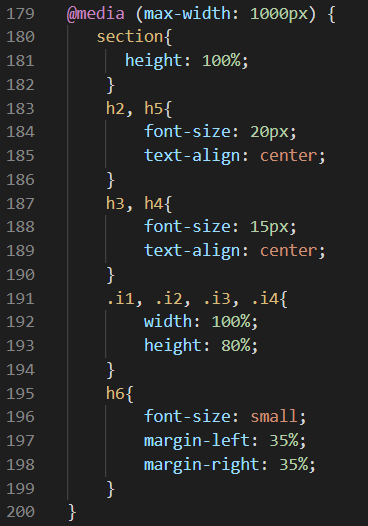 179 @media (max-width: 1000px) {
180 section{
181 height: 100%;
182 }
183 h2, h5{
184 font-size: 20px;
185 text-align: center;
186 }
187 h3, h4{
188 font-size: 15px;
189 text-align: center;
190 }
191 .i1, .i2, .i3, .i4{
192 width: 100%;
193 height: 80%;
194 }
195 h6{
196 font-size: small;
197 margin-left: 35%;
198 margin-right: 35%;
199 }
200 }